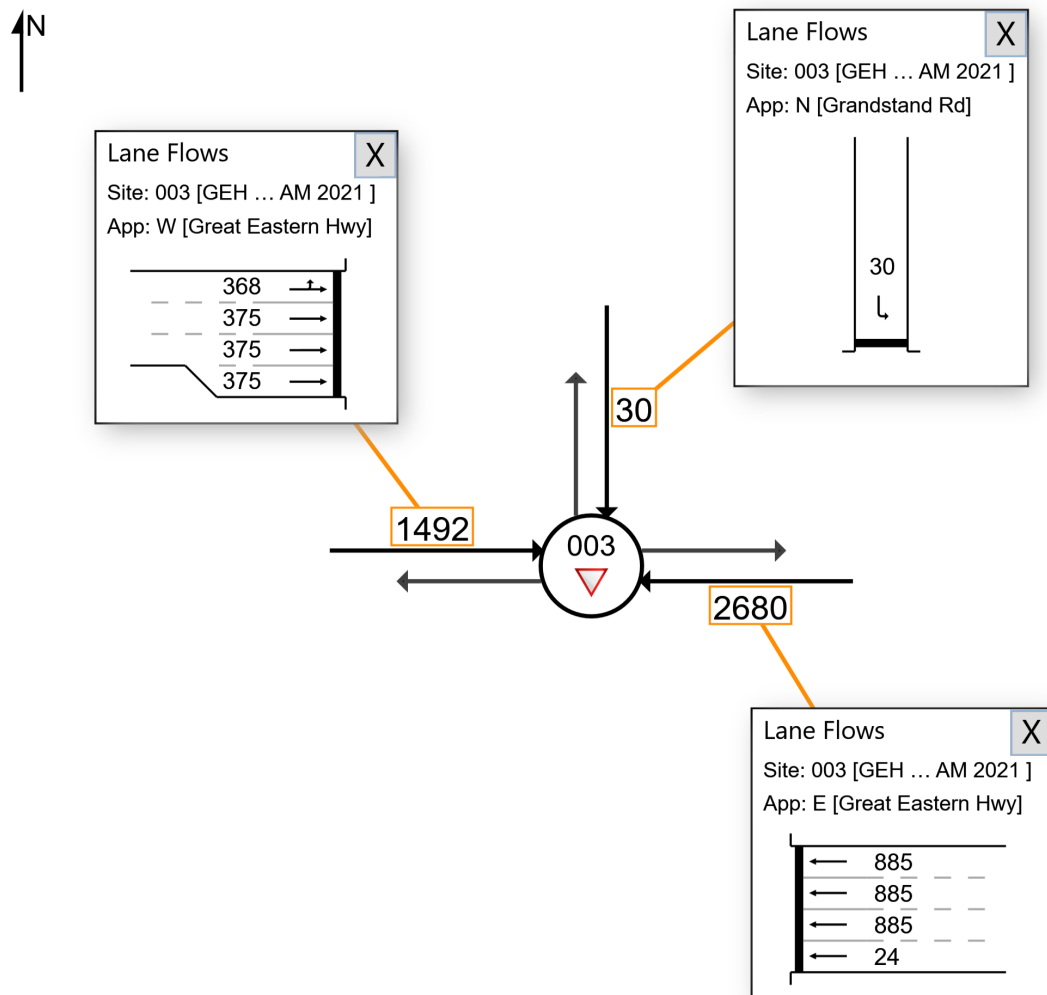 N
Lane Flows
X
Site: 003 [GEH ... AM 2021 ]
App: N [Grandstand Rd]
30
Lane Flows
X
Site: 003 [GEH ... AM 2021 ]
App: W [Great Eastern Hwy]
368
375
375
375
30
1492
003
2680
Lane Flows
X
Site: 003 [GEH ... AM 2021 ]
App: E [Great Eastern Hwy]
885
885
885
24